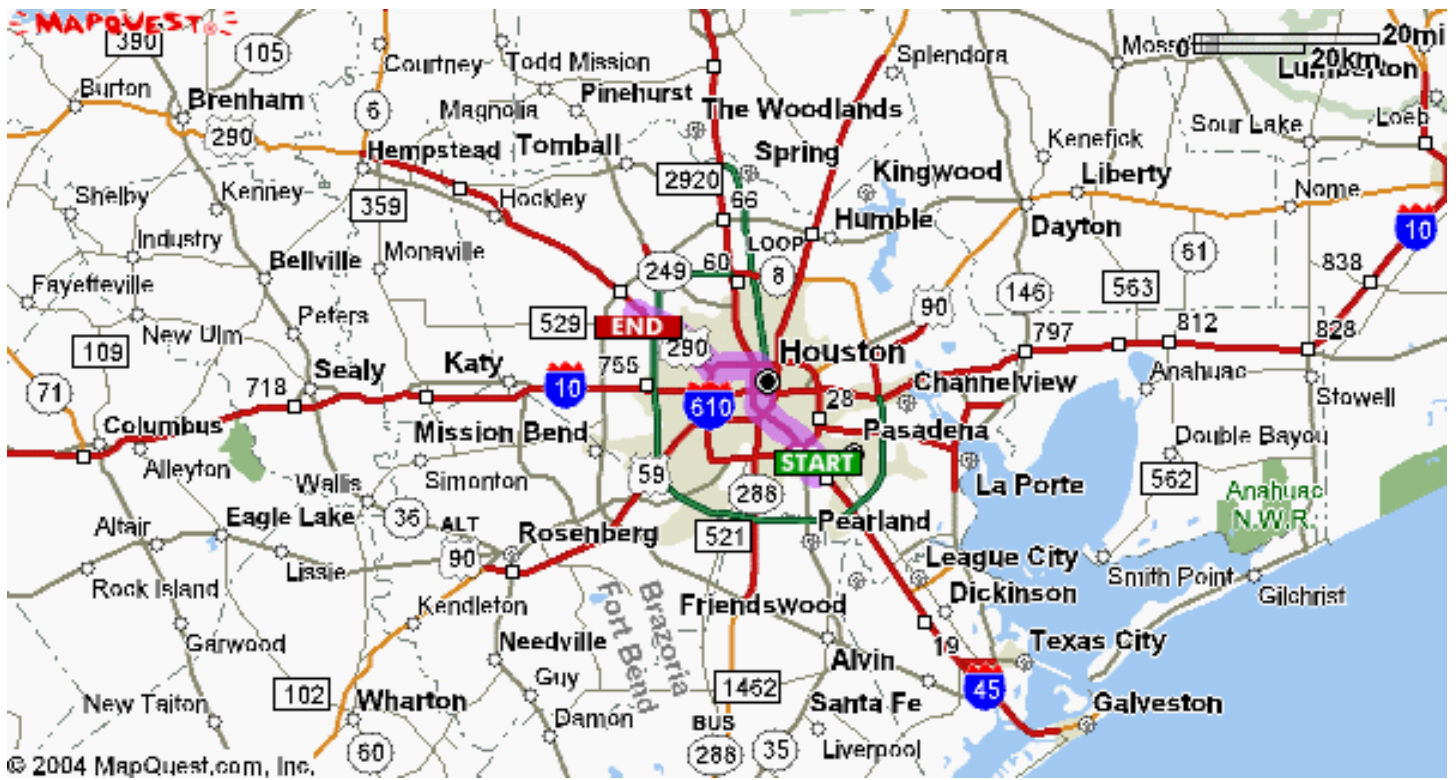 MAPQUEST®
20mi
0
20km
390
105
Courtney
Todd Mission
Splendora
Lumberton
Burton
Brenham
6
Magnolia
Pinehurst
The Woodlands
Kenefick
Sour Lake
Loeb
290
Hempstead
Tomball
Spring
Kingwood
Liberty
Nome
Shelby
Kenney
359
Hockley
2920
66
Humble
Dayton
10
Industry
Monaville
LOOP
61
Fayetteville
Bellville
249
60
8
838
New Ulm
Peters
529
END
90
146
563
109
290
Houston
797
812
828
71
718
Sealy
Katy
10
755
Channelview
Anahuac
Stowell
610
28
Columbus
Mission Bend
Pasadena
Double Bayou
Alleyton
Simonton
59
START
La Porte
562
Anahuac
N.W.R.
Wallis
288
36
Altair
Eagle Lake
ALT
90
Rosenberg
521
Pearland
League City
Rock Island
Lissie
Smith Point
Gilchrist
Kendleton
Fort Bend
Brazoria
Friendswood
Dickinson
Garwood
Needville
19
Texas City
102
Guy
1462
Alvin
45
New Taiton
Wharton
Damon
BUS
288
Santa Fe
Galveston
60
35
Liverpool
© 2004 MapQuest.com, Inc.